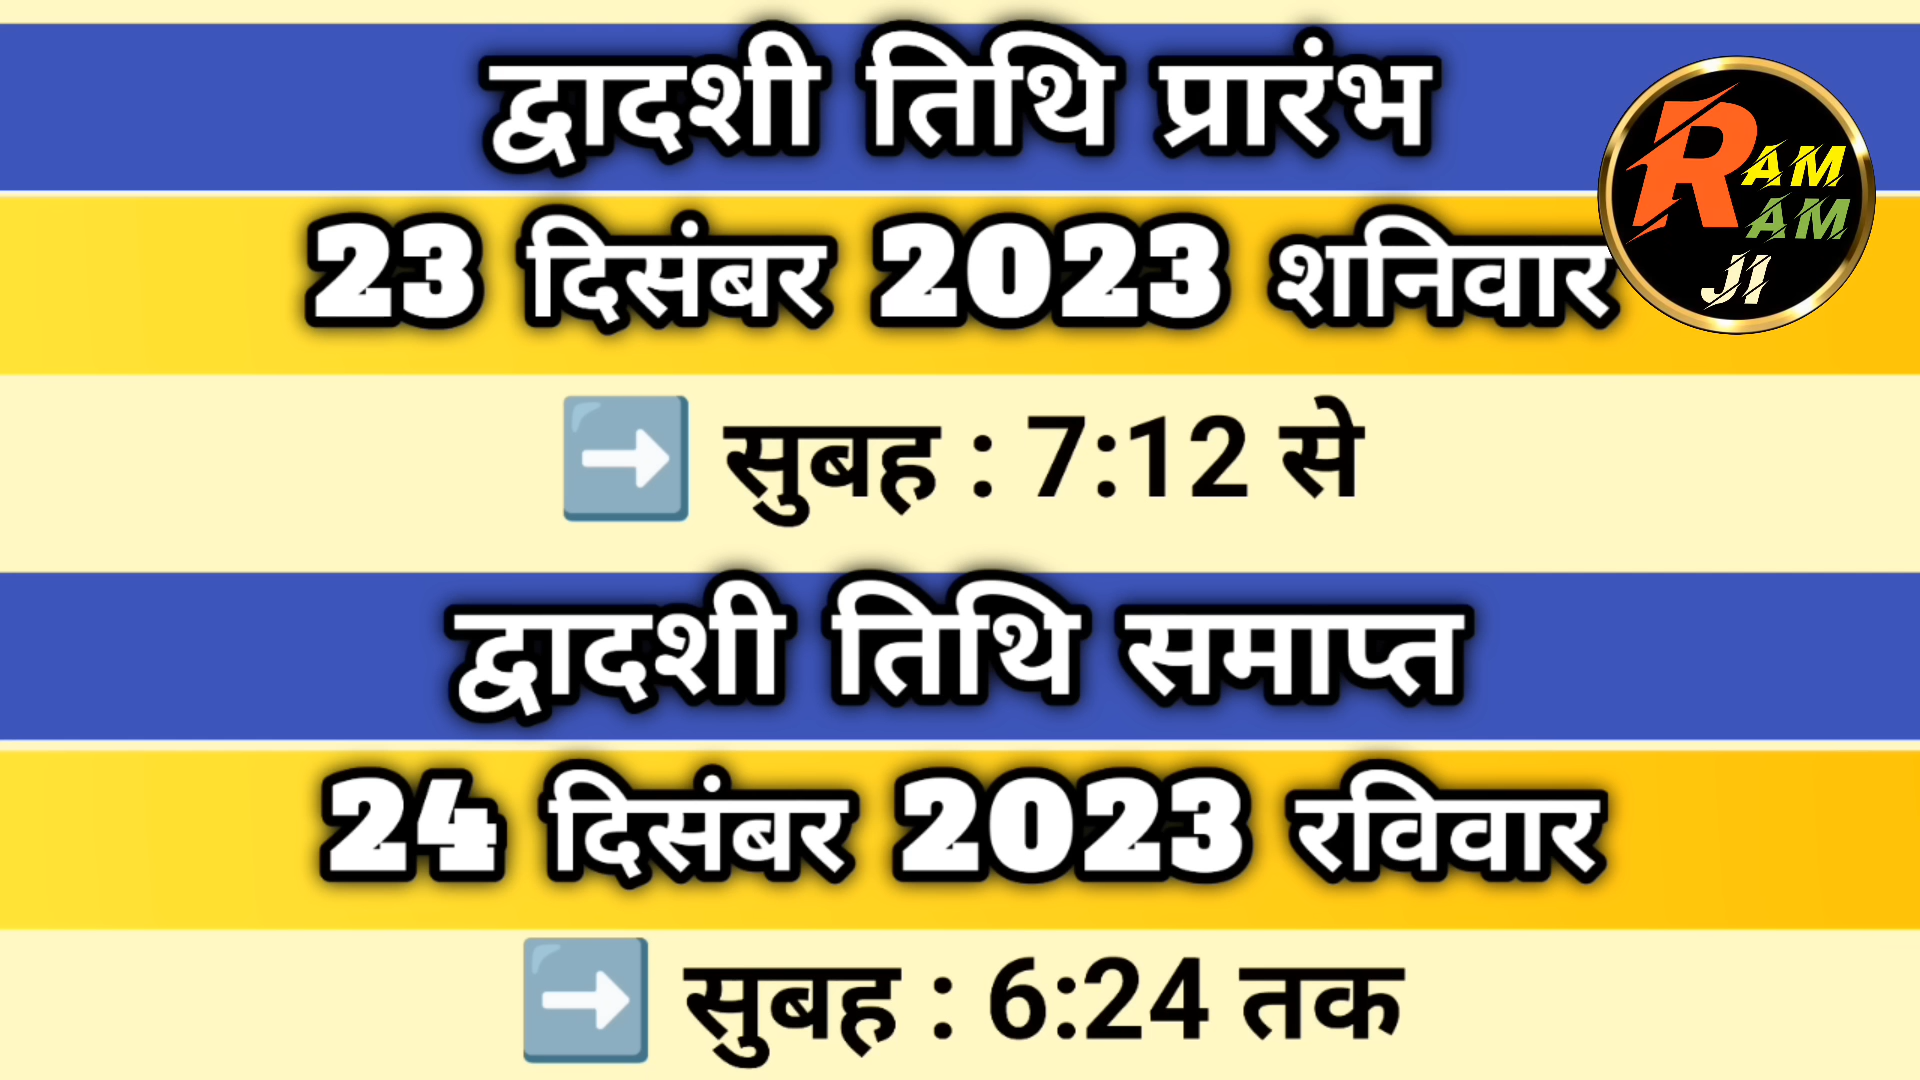 द्वादशी तिथि प्रारंभ
23 दिसंबर 2023 शनिवार
RAM
RAM
JI
➡️ सुबह : 7:12 से
द्वादशी तिथि समाप्त
24 दिसंबर 2023 रविवार
➡️ सुबह : 6:24 तक